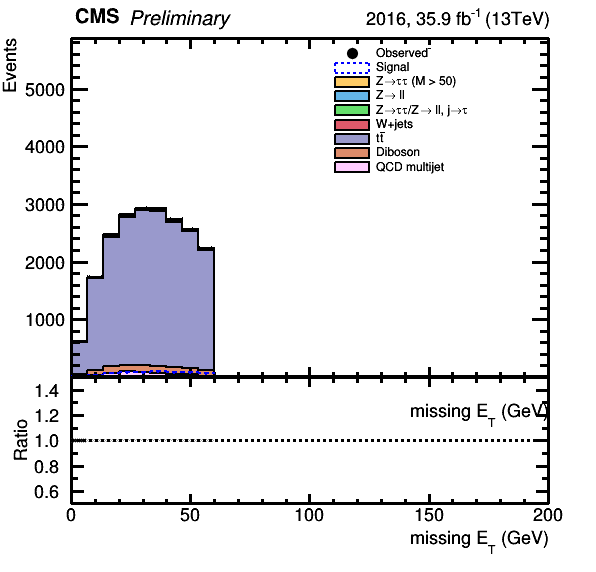 CMS Preliminary 2016, 35.9 fb⁻¹ (13TeV)
Events
Observed
Signal
Z→ττ (M > 50)
Z→ ll
Z→ττ/Z→ ll, j→τ
W+jets
tt̄
Diboson
QCD multijet
5000
4000
3000
2000
1000
Ratio
1.4
1.2
1.0
0.8
0.6
missing E_T (GeV)
0 50 100 150 200
missing E_T (GeV)